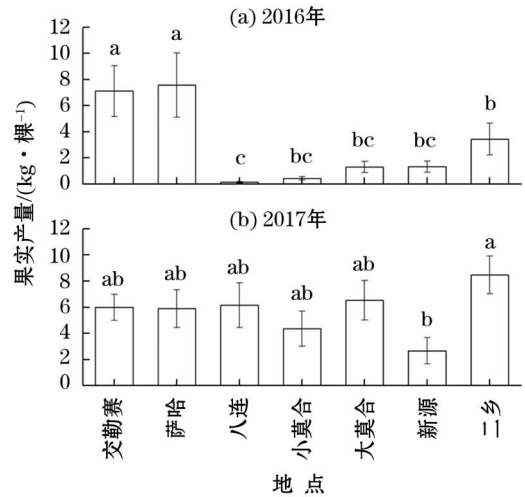 (a) 2016年
12
10
8
6
4
2
0
a
a
c
bc
bc
bc
b
果实产量/(kg·棵⁻¹)
(b) 2017年
12
10
8
6
4
2
0
ab
ab
ab
ab
ab
b
a
交勒赛
萨哈
八连
小莫合
大莫合
新源
二乡
地 点